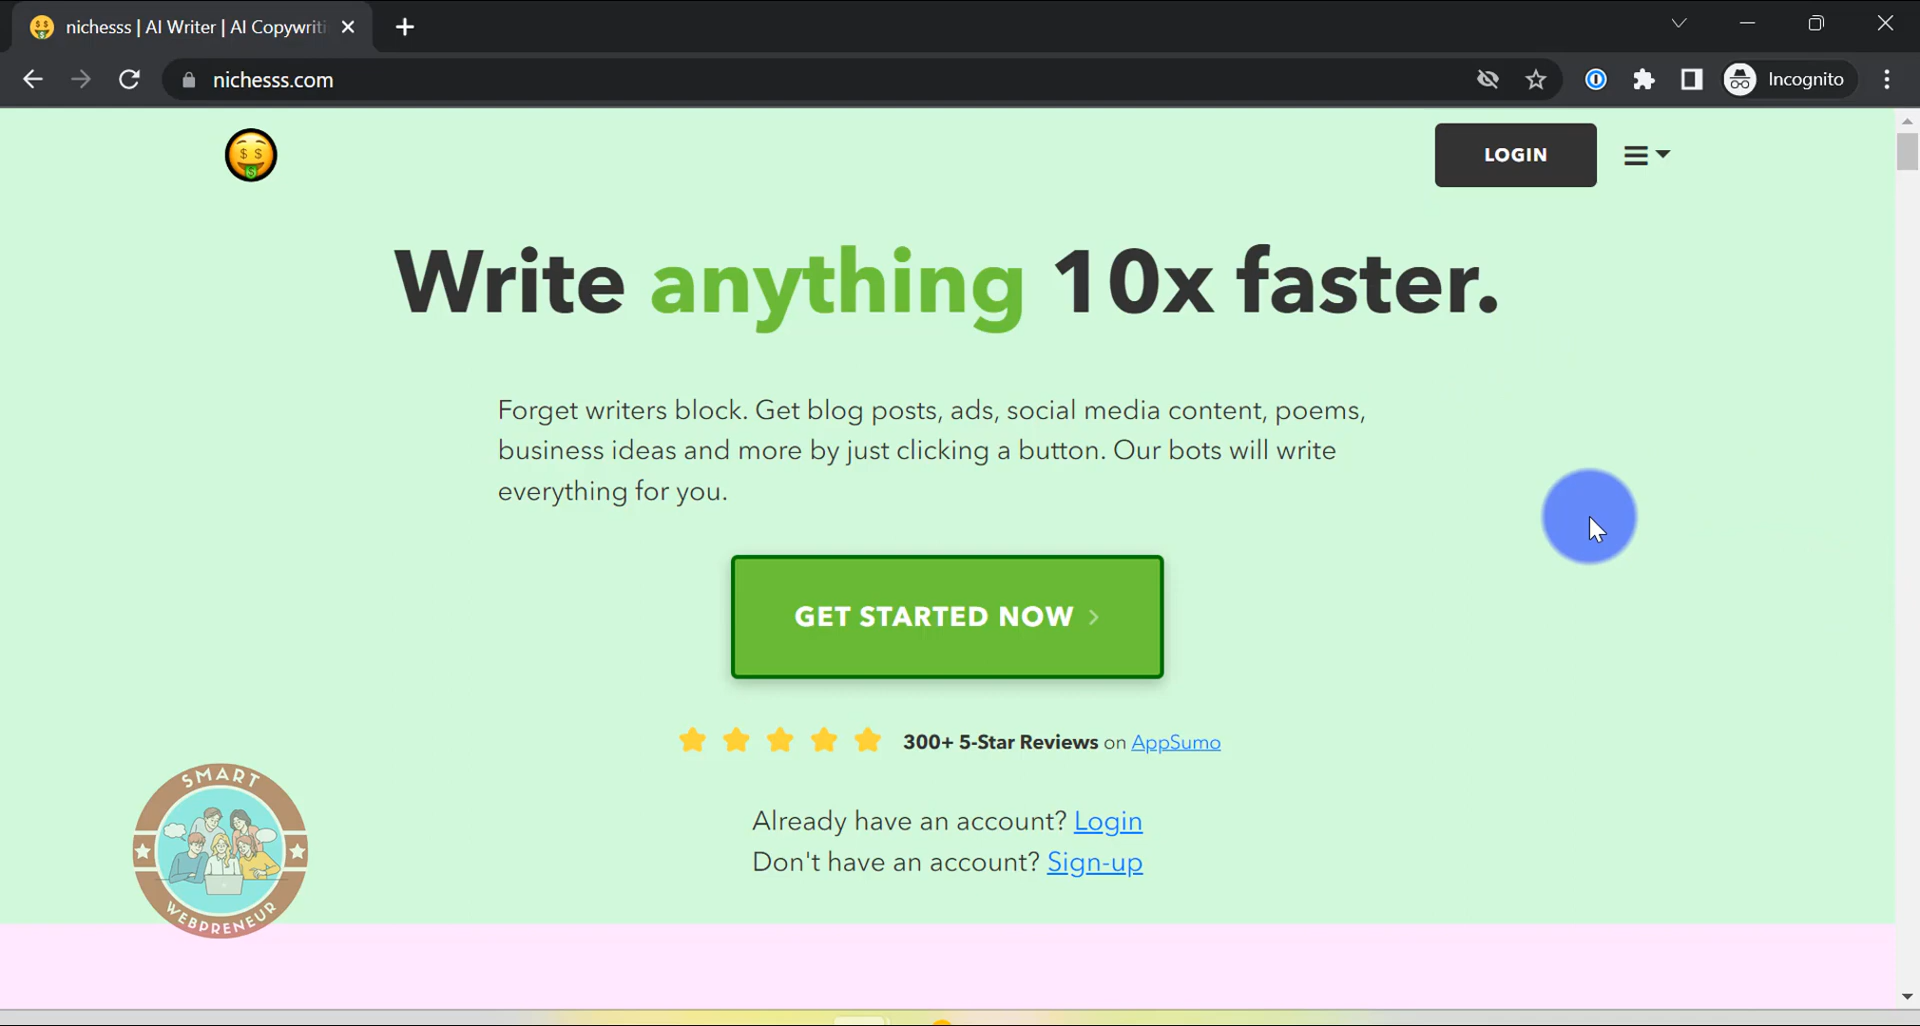 nichesss | AI Writer | AI Copywriti
nichesss.com
Incognito
LOGIN
Write anything 10x faster.
Forget writers block. Get blog posts, ads, social media content, poems,
business ideas and more by just clicking a button. Our bots will write
everything for you.
GET STARTED NOW
300+ 5-Star Reviews on AppSumo
Already have an account? Login
Don't have an account? Sign-up
SMART
WEBPRENEUR